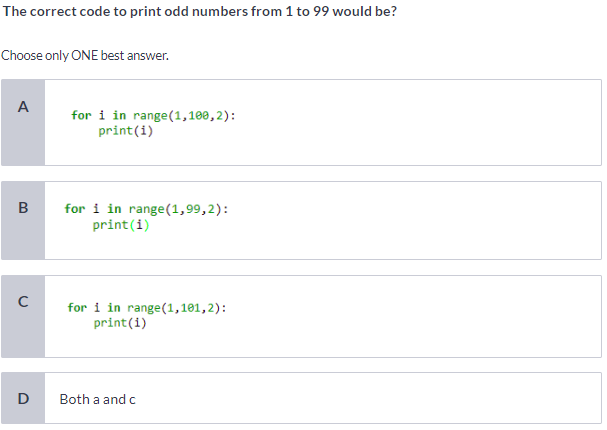 The correct code to print odd numbers from 1 to 99 would be?
Choose only ONE best answer.
A
for i in range(1,100,2):
    print(i)
B
for i in range(1,99,2):
    print(i)
C
for i in range(1,101,2):
    print(i)
D
Both a and c